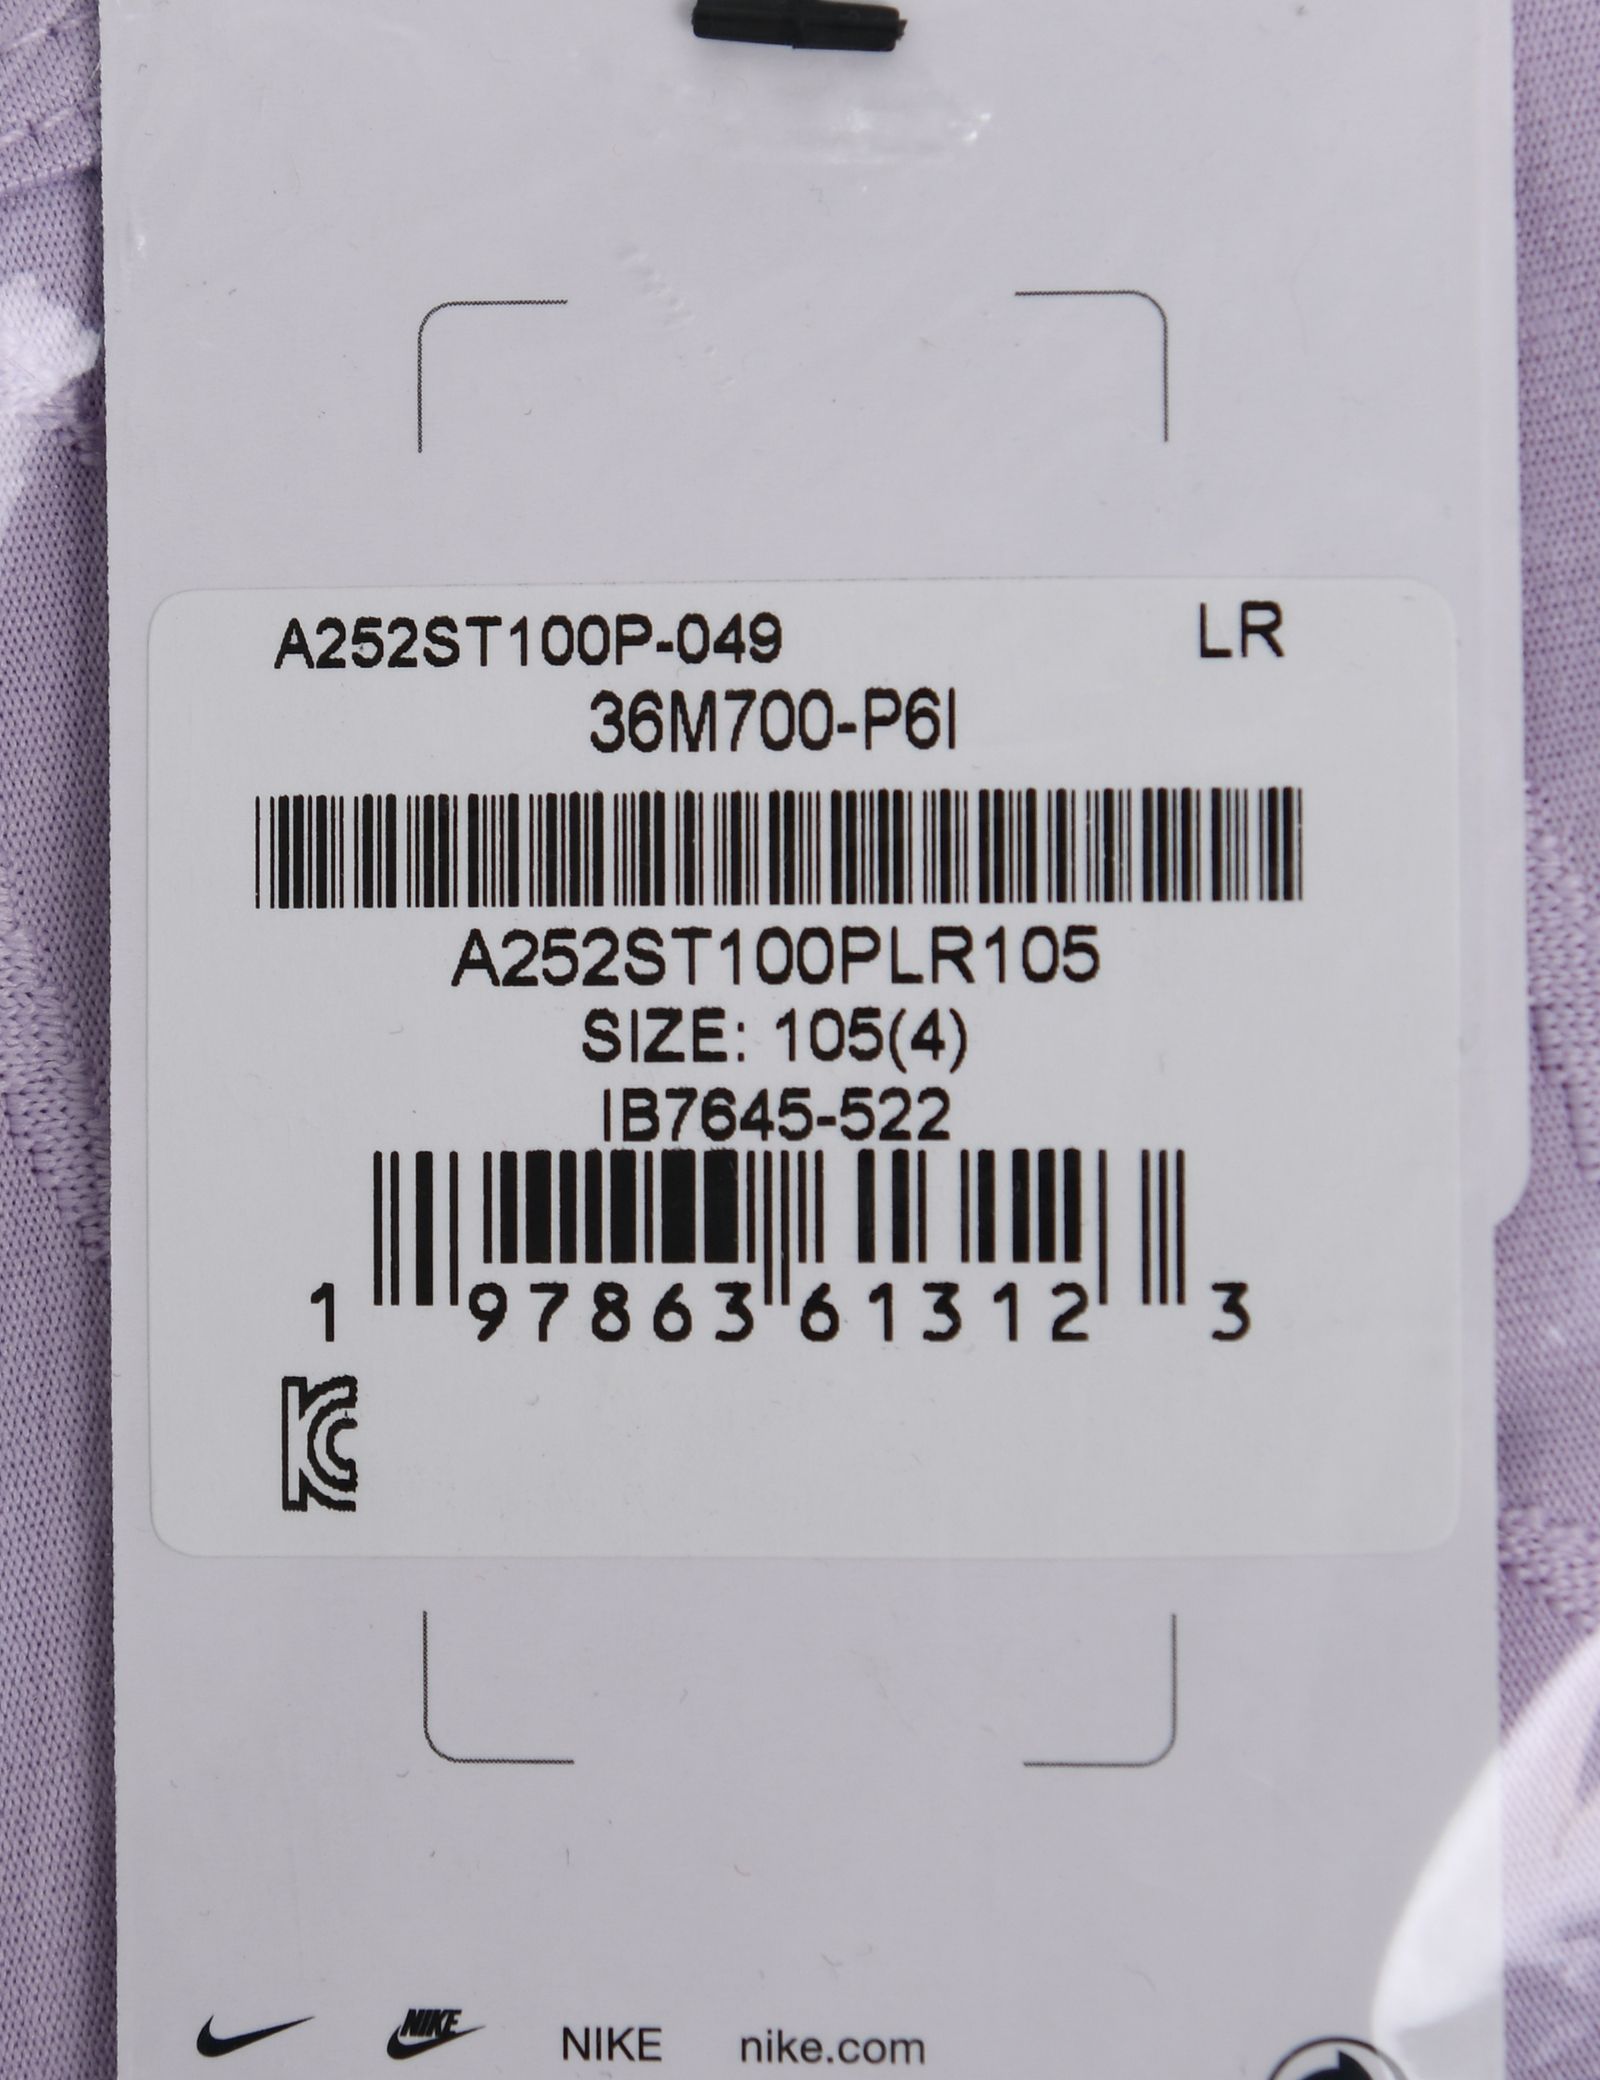 A252ST100P-049 LR
36M700-P6I
A252ST100PLR105
SIZE: 105(4)
IB7645-522
1 97863 61312 3
KC
NIKE NIKE nike.com